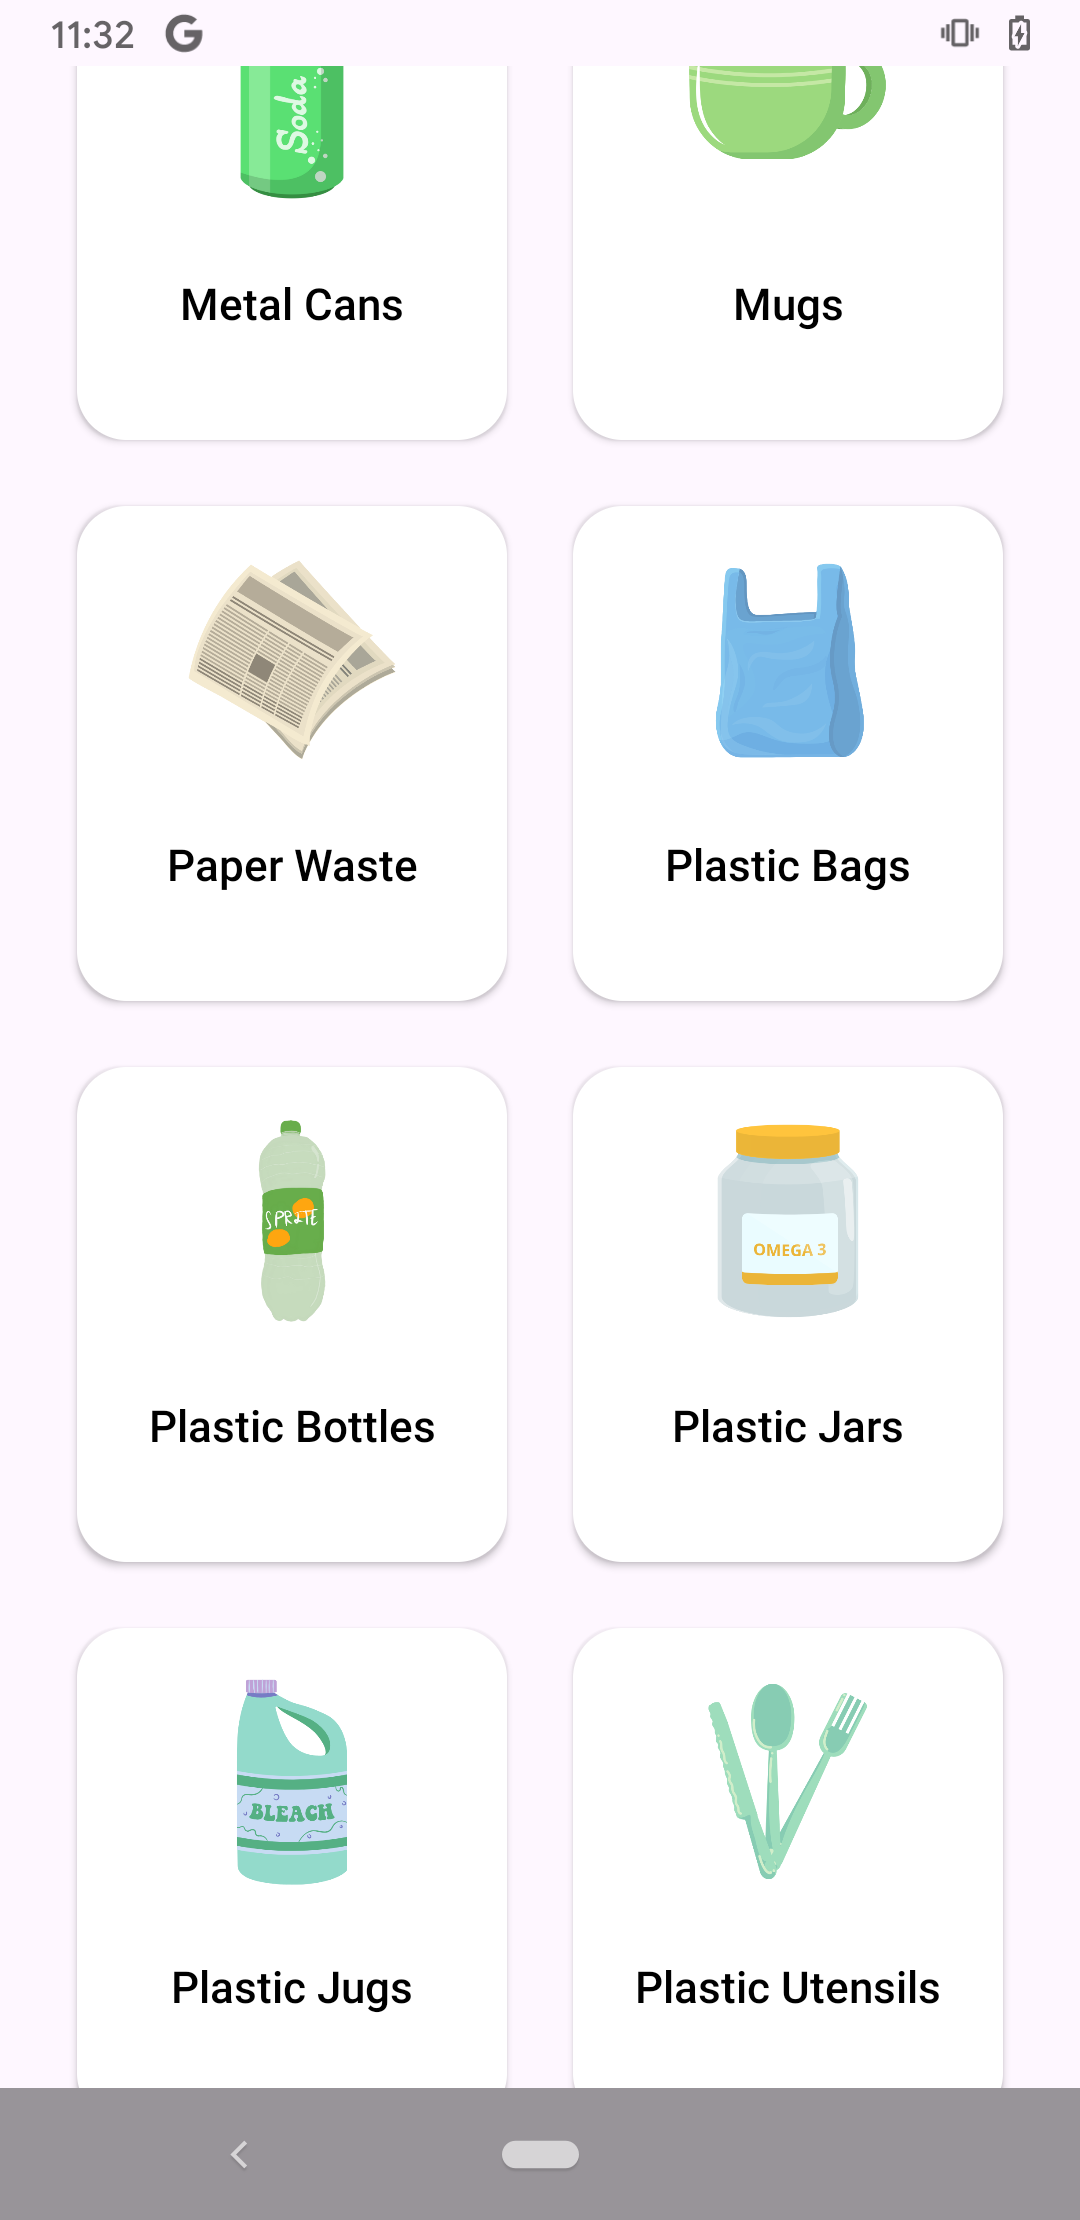 11:32
Soda
Metal Cans
Mugs
Paper Waste
Plastic Bags
SPRITE
OMEGA 3
Plastic Bottles
Plastic Jars
BLEACH
Plastic Jugs
Plastic Utensils